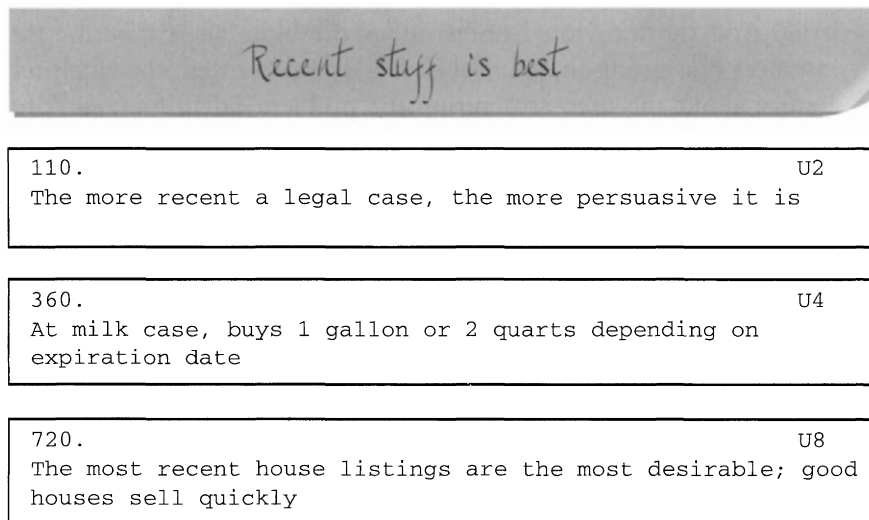 Recent stuff is best
110. U2
The more recent a legal case, the more persuasive it is
360. U4
At milk case, buys 1 gallon or 2 quarts depending on
expiration date
720. U8
The most recent house listings are the most desirable; good
houses sell quickly